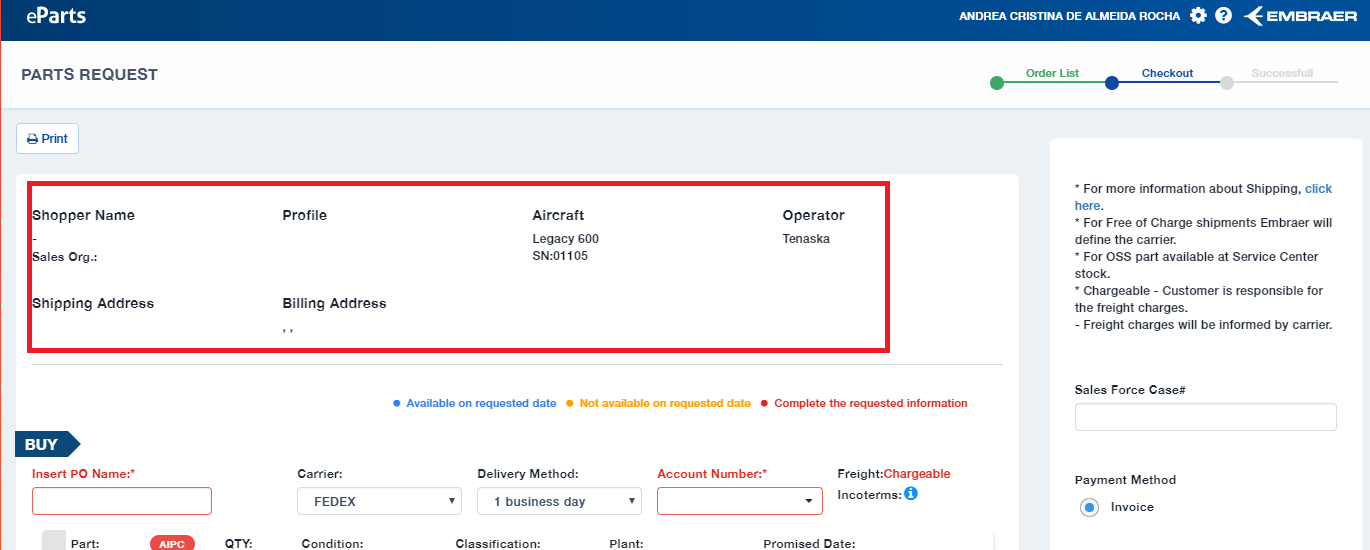 eParts
ANDREA CRISTINA DE ALMEIDA ROCHA
EMBRAER
PARTS REQUEST
Order List
Checkout
Successfull
Print
Shopper Name
-
Sales Org.:
Profile
Aircraft
Legacy 600
SN:01105
Operator
Tenaska
Shipping Address
Billing Address
, ,
Available on requested date
Not available on requested date
Complete the requested information
BUY
Insert PO Name:*
Carrier:
FEDEX
Delivery Method:
1 business day
Account Number:*
Freight:Chargeable
Incoterms:
Part:
AIPC
QTY:
Condition:
Classification:
Plant:
Promised Date:
* For more information about Shipping, click
here.
* For Free of Charge shipments Embraer will
define the carrier.
* For OSS part available at Service Center
stock.
* Chargeable - Customer is responsible for
the freight charges.
- Freight charges will be informed by carrier.
Sales Force Case#
Payment Method
Invoice